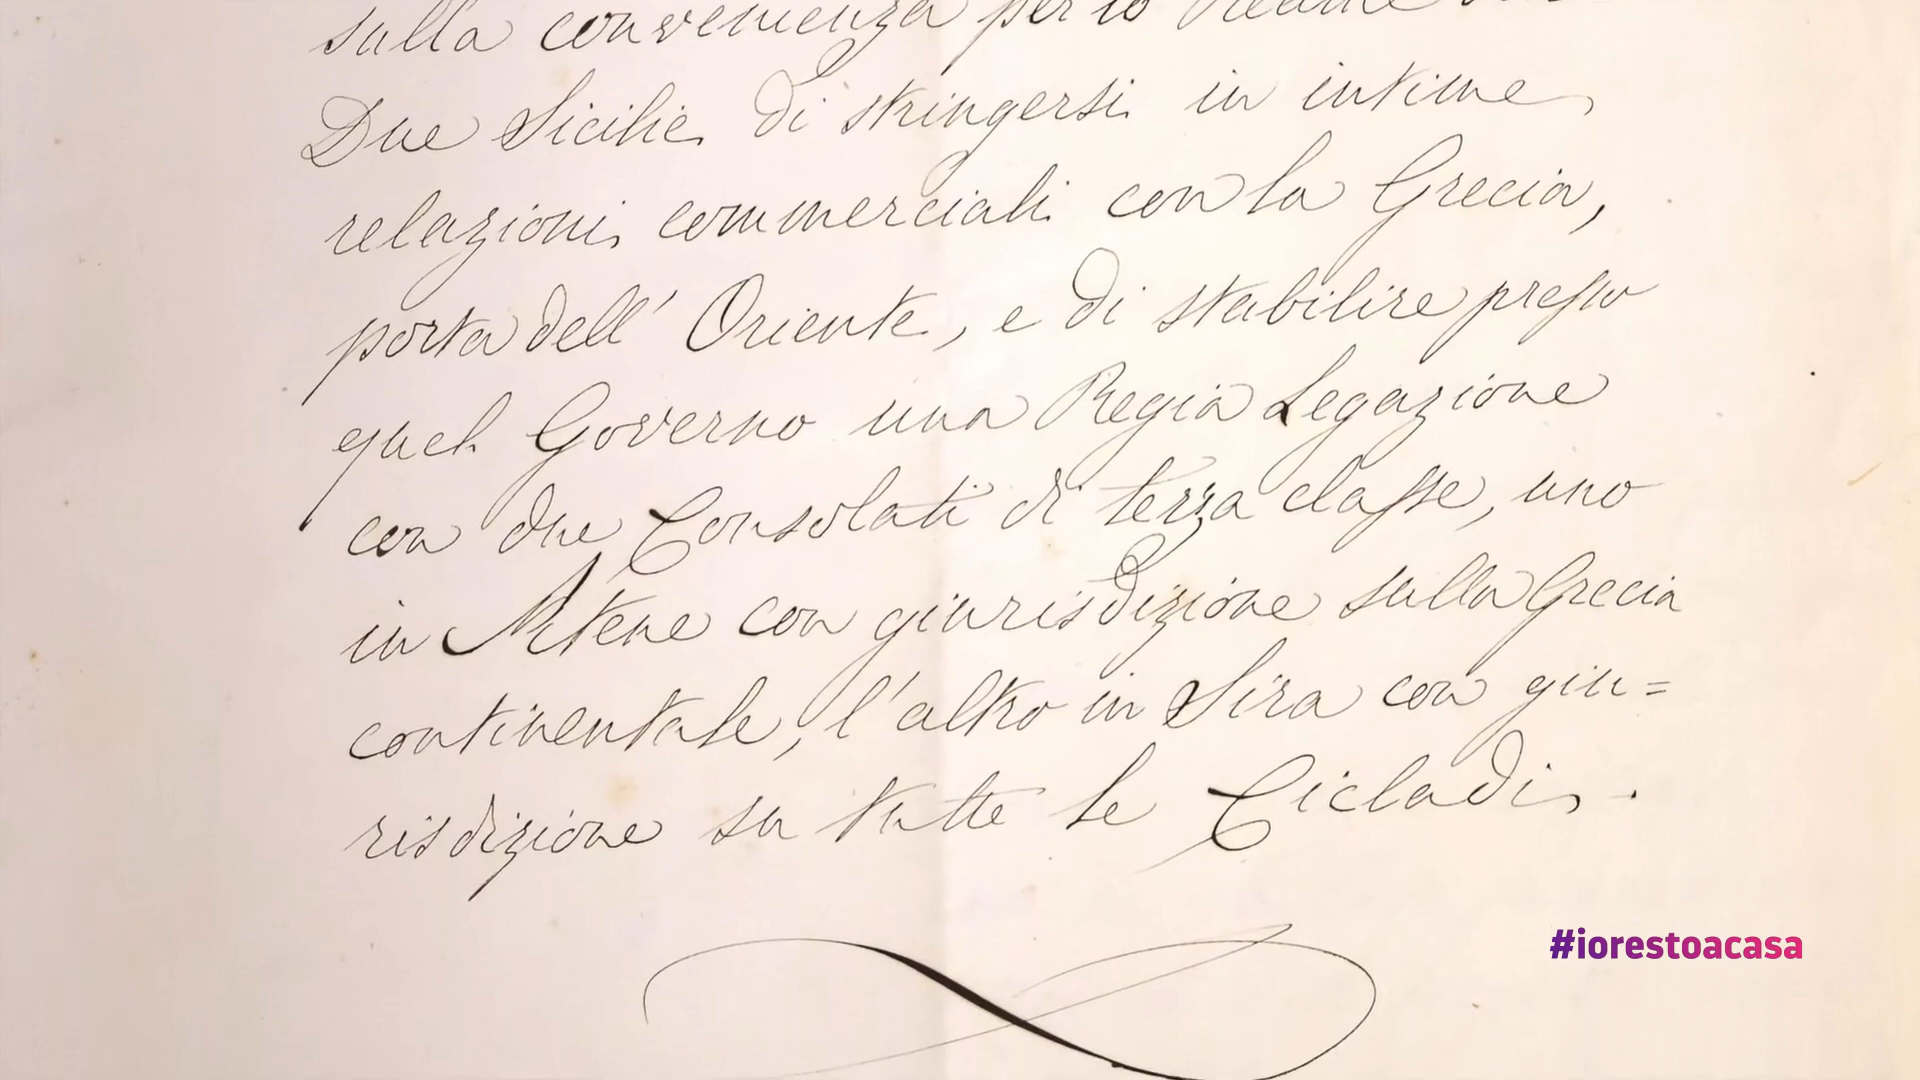 sulla convenienza per lo Reame delle
Due Sicilie di stringersi in intime
relazioni commerciali con la Grecia,
porta dell' Oriente, e di stabilire presso
quel Governo una Regia Legazione
con due Consolati di terza classe, uno
in Atene con giurisdizione sulla Grecia
continentale, l'altro in Sira con giu=
risdizione su tutte le Cicladi.
#iorestoacasa